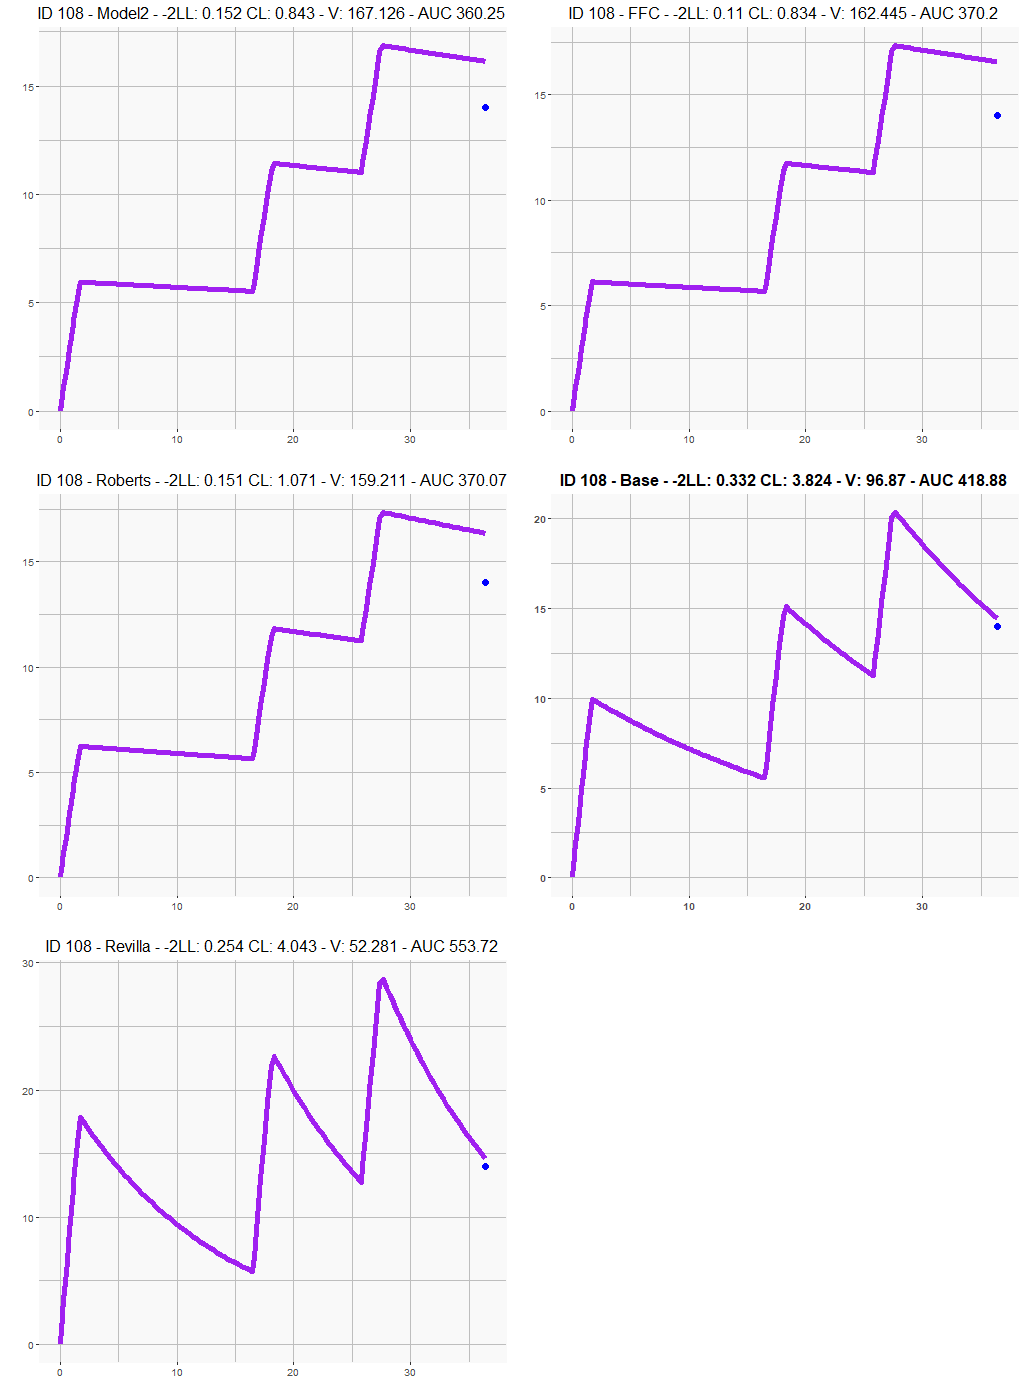 ID 108 - Model2 - -2LL: 0.152 CL: 0.843 - V: 167.126 - AUC 360.25
15
10
5
0
0 10 20 30
ID 108 - FFC - -2LL: 0.11 CL: 0.834 - V: 162.445 - AUC 370.2
15
10
5
0
0 10 20 30
ID 108 - Roberts - -2LL: 0.151 CL: 1.071 - V: 159.211 - AUC 370.07
15
10
5
0
0 10 20 30
ID 108 - Base - -2LL: 0.332 CL: 3.824 - V: 96.87 - AUC 418.88
20
15
10
5
0
0 10 20 30
ID 108 - Revilla - -2LL: 0.254 CL: 4.043 - V: 52.281 - AUC 553.72
30
20
10
0
0 10 20 30